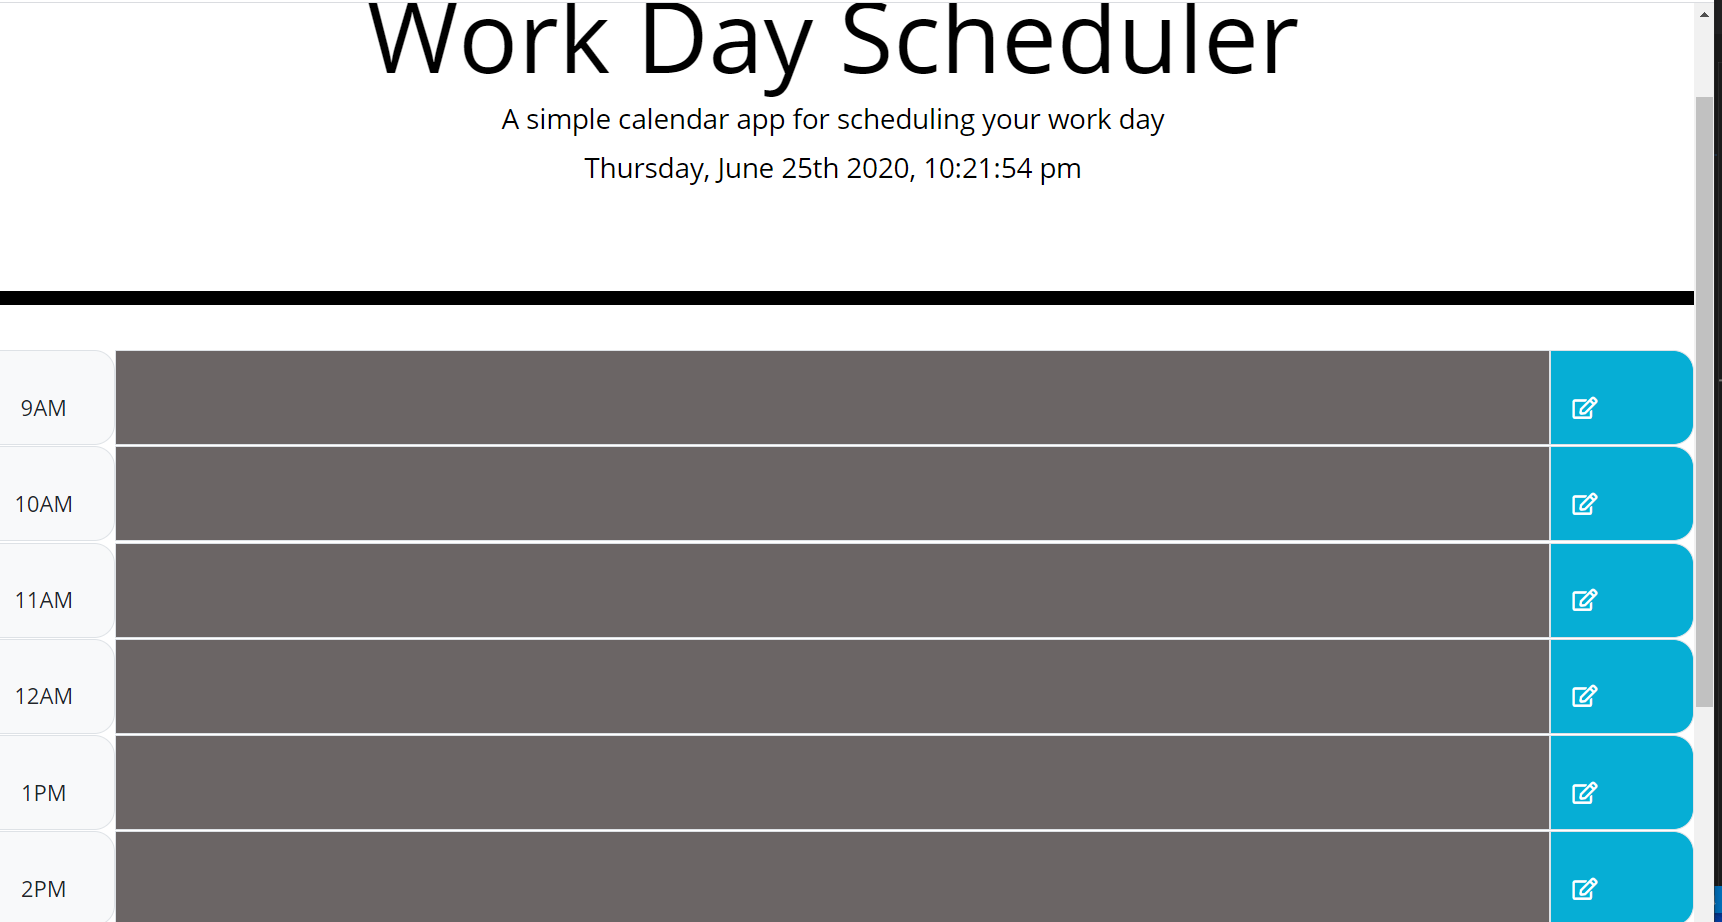 Work Day Scheduler
A simple calendar app for scheduling your work day
Thursday, June 25th 2020, 10:21:54 pm
9AM
10AM
11AM
12AM
1PM
2PM